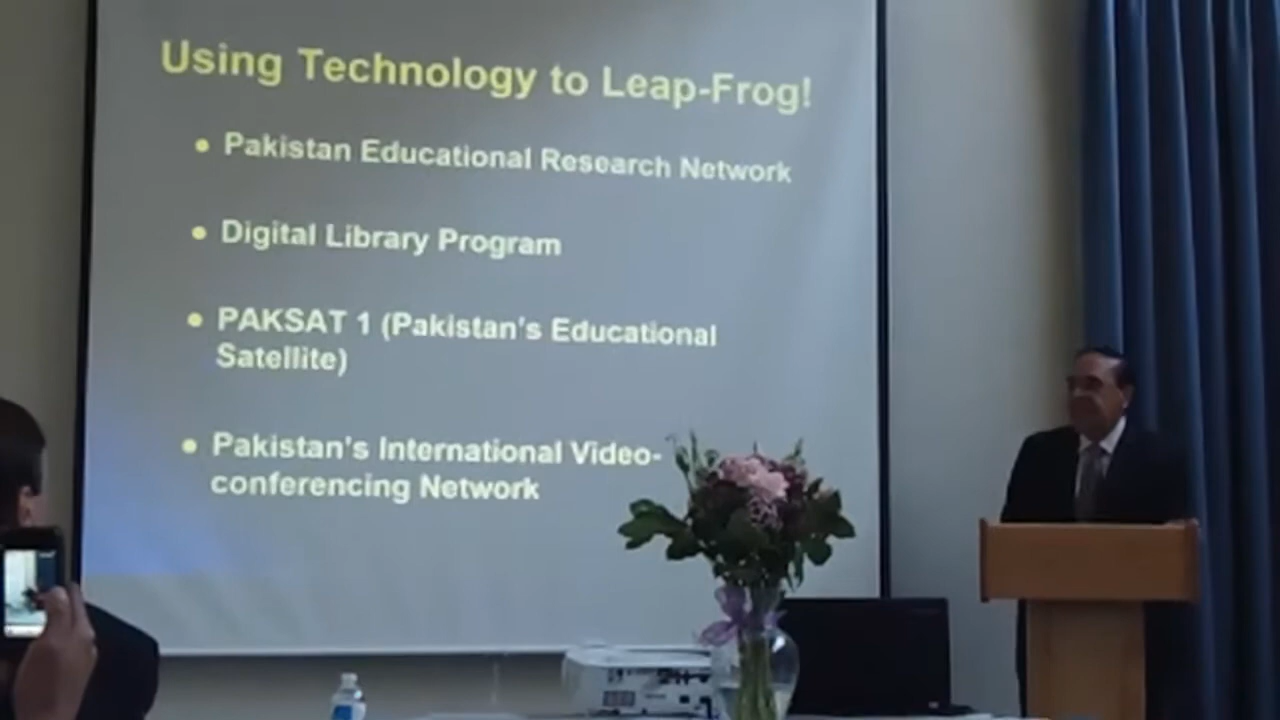 Using Technology to Leap-Frog!
• Pakistan Educational Research Network
• Digital Library Program
• PAKSAT 1 (Pakistan's Educational
Satellite)
• Pakistan's International Video-
conferencing Network